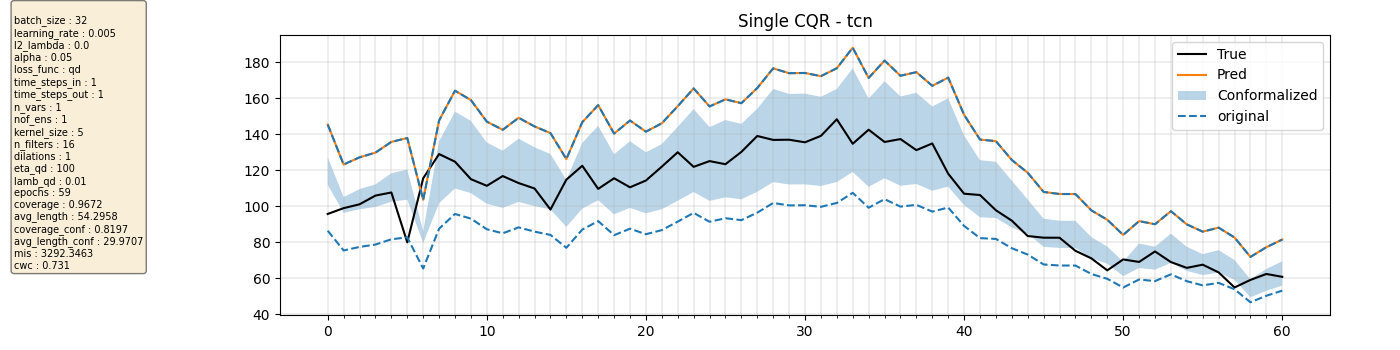 batch_size : 32
learning_rate : 0.005
l2_lambda : 0.0
alpha : 0.05
loss_func : qd
time_steps_in : 1
time_steps_out : 1
n_vars : 1
nof_ens : 1
kernel_size : 5
n_filters : 16
dilations : 1
eta_qd : 100
lamb_qd : 0.01
epochs : 59
coverage : 0.9672
avg_length : 54.2958
coverage_conf : 0.8197
avg_length_conf : 29.9707
mis : 3292.3463
cwc : 0.731
Single CQR - tcn
True
Pred
Conformalized
original
180
160
140
120
100
80
60
40
0 10 20 30 40 50 60